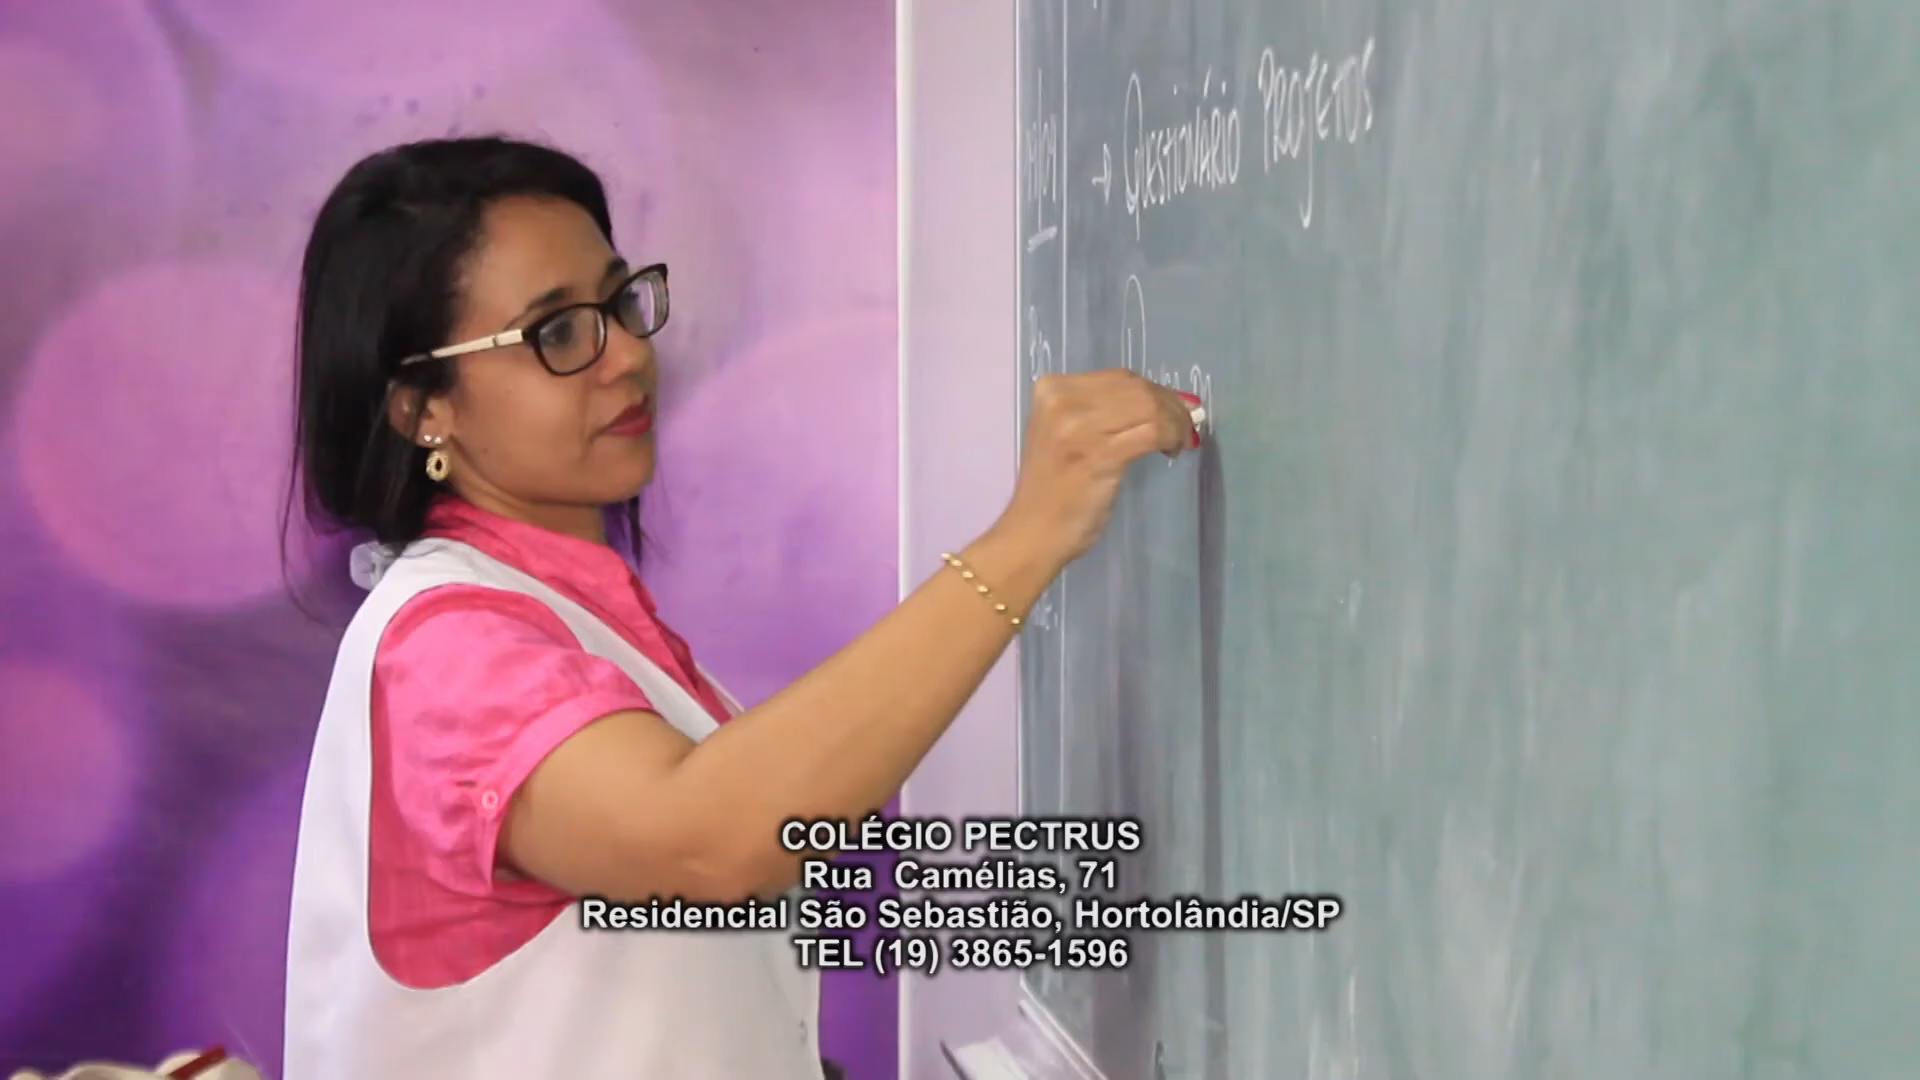 → QUESTIONÁRIO PROJETOS
COLÉGIO PECTRUS
Rua Camélias, 71
Residencial São Sebastião, Hortolândia/SP
TEL (19) 3865-1596